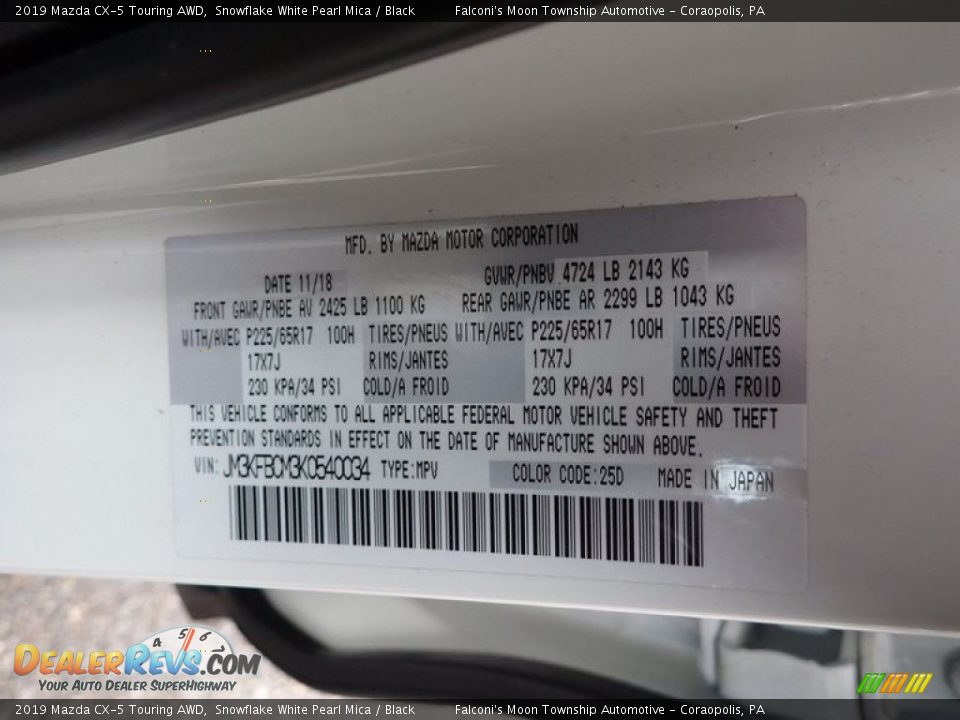 2019 Mazda CX-5 Touring AWD, Snowflake White Pearl Mica / Black Falconi's Moon Township Automotive - Coraopolis, PA
MFD. BY MAZDA MOTOR CORPORATION
DATE 11/18 GVWR/PNBV 4724 LB 2143 KG
FRONT GAWR/PNBE AV 2425 LB 1100 KG REAR GAWR/PNBE AR 2299 LB 1043 KG
WITH/AVEC P225/65R17 100H TIRES/PNEUS WITH/AVEC P225/65R17 100H TIRES/PNEUS
17X7J RIMS/JANTES 17X7J RIMS/JANTES
230 KPA/34 PSI COLD/A FROID 230 KPA/34 PSI COLD/A FROID
THIS VEHICLE CONFORMS TO ALL APPLICABLE FEDERAL MOTOR VEHICLE SAFETY AND THEFT
PREVENTION STANDARDS IN EFFECT ON THE DATE OF MANUFACTURE SHOWN ABOVE.
VIN: JM3KFBCM3K0540034 TYPE:MPV COLOR CODE:25D MADE IN JAPAN
4 5 6
DEALERREVS.COM
YOUR AUTO DEALER SUPERHIGHWAY
2019 Mazda CX-5 Touring AWD, Snowflake White Pearl Mica / Black Falconi's Moon Township Automotive - Coraopolis, PA